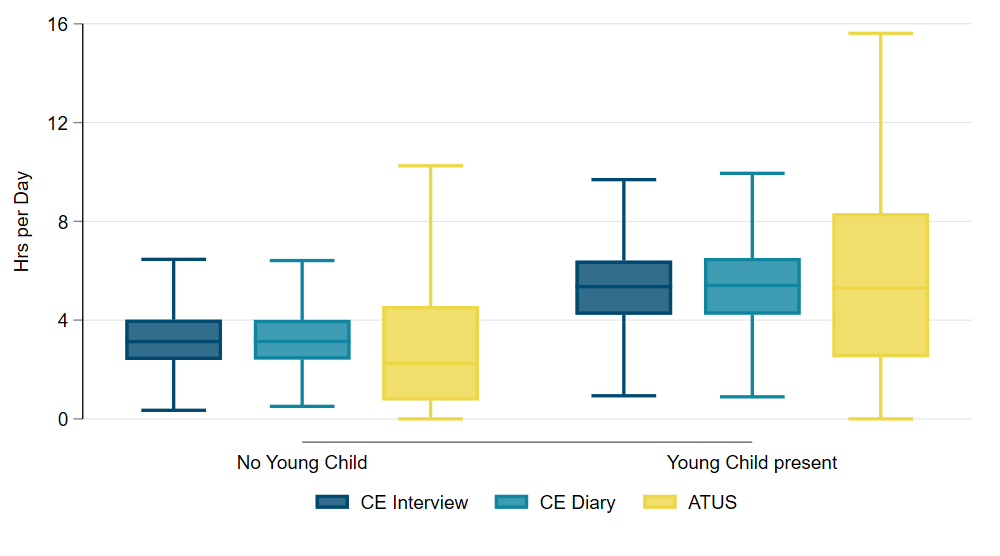 16
12
8
4
0
Hrs per Day
No Young Child
Young Child present
CE Interview
CE Diary
ATUS